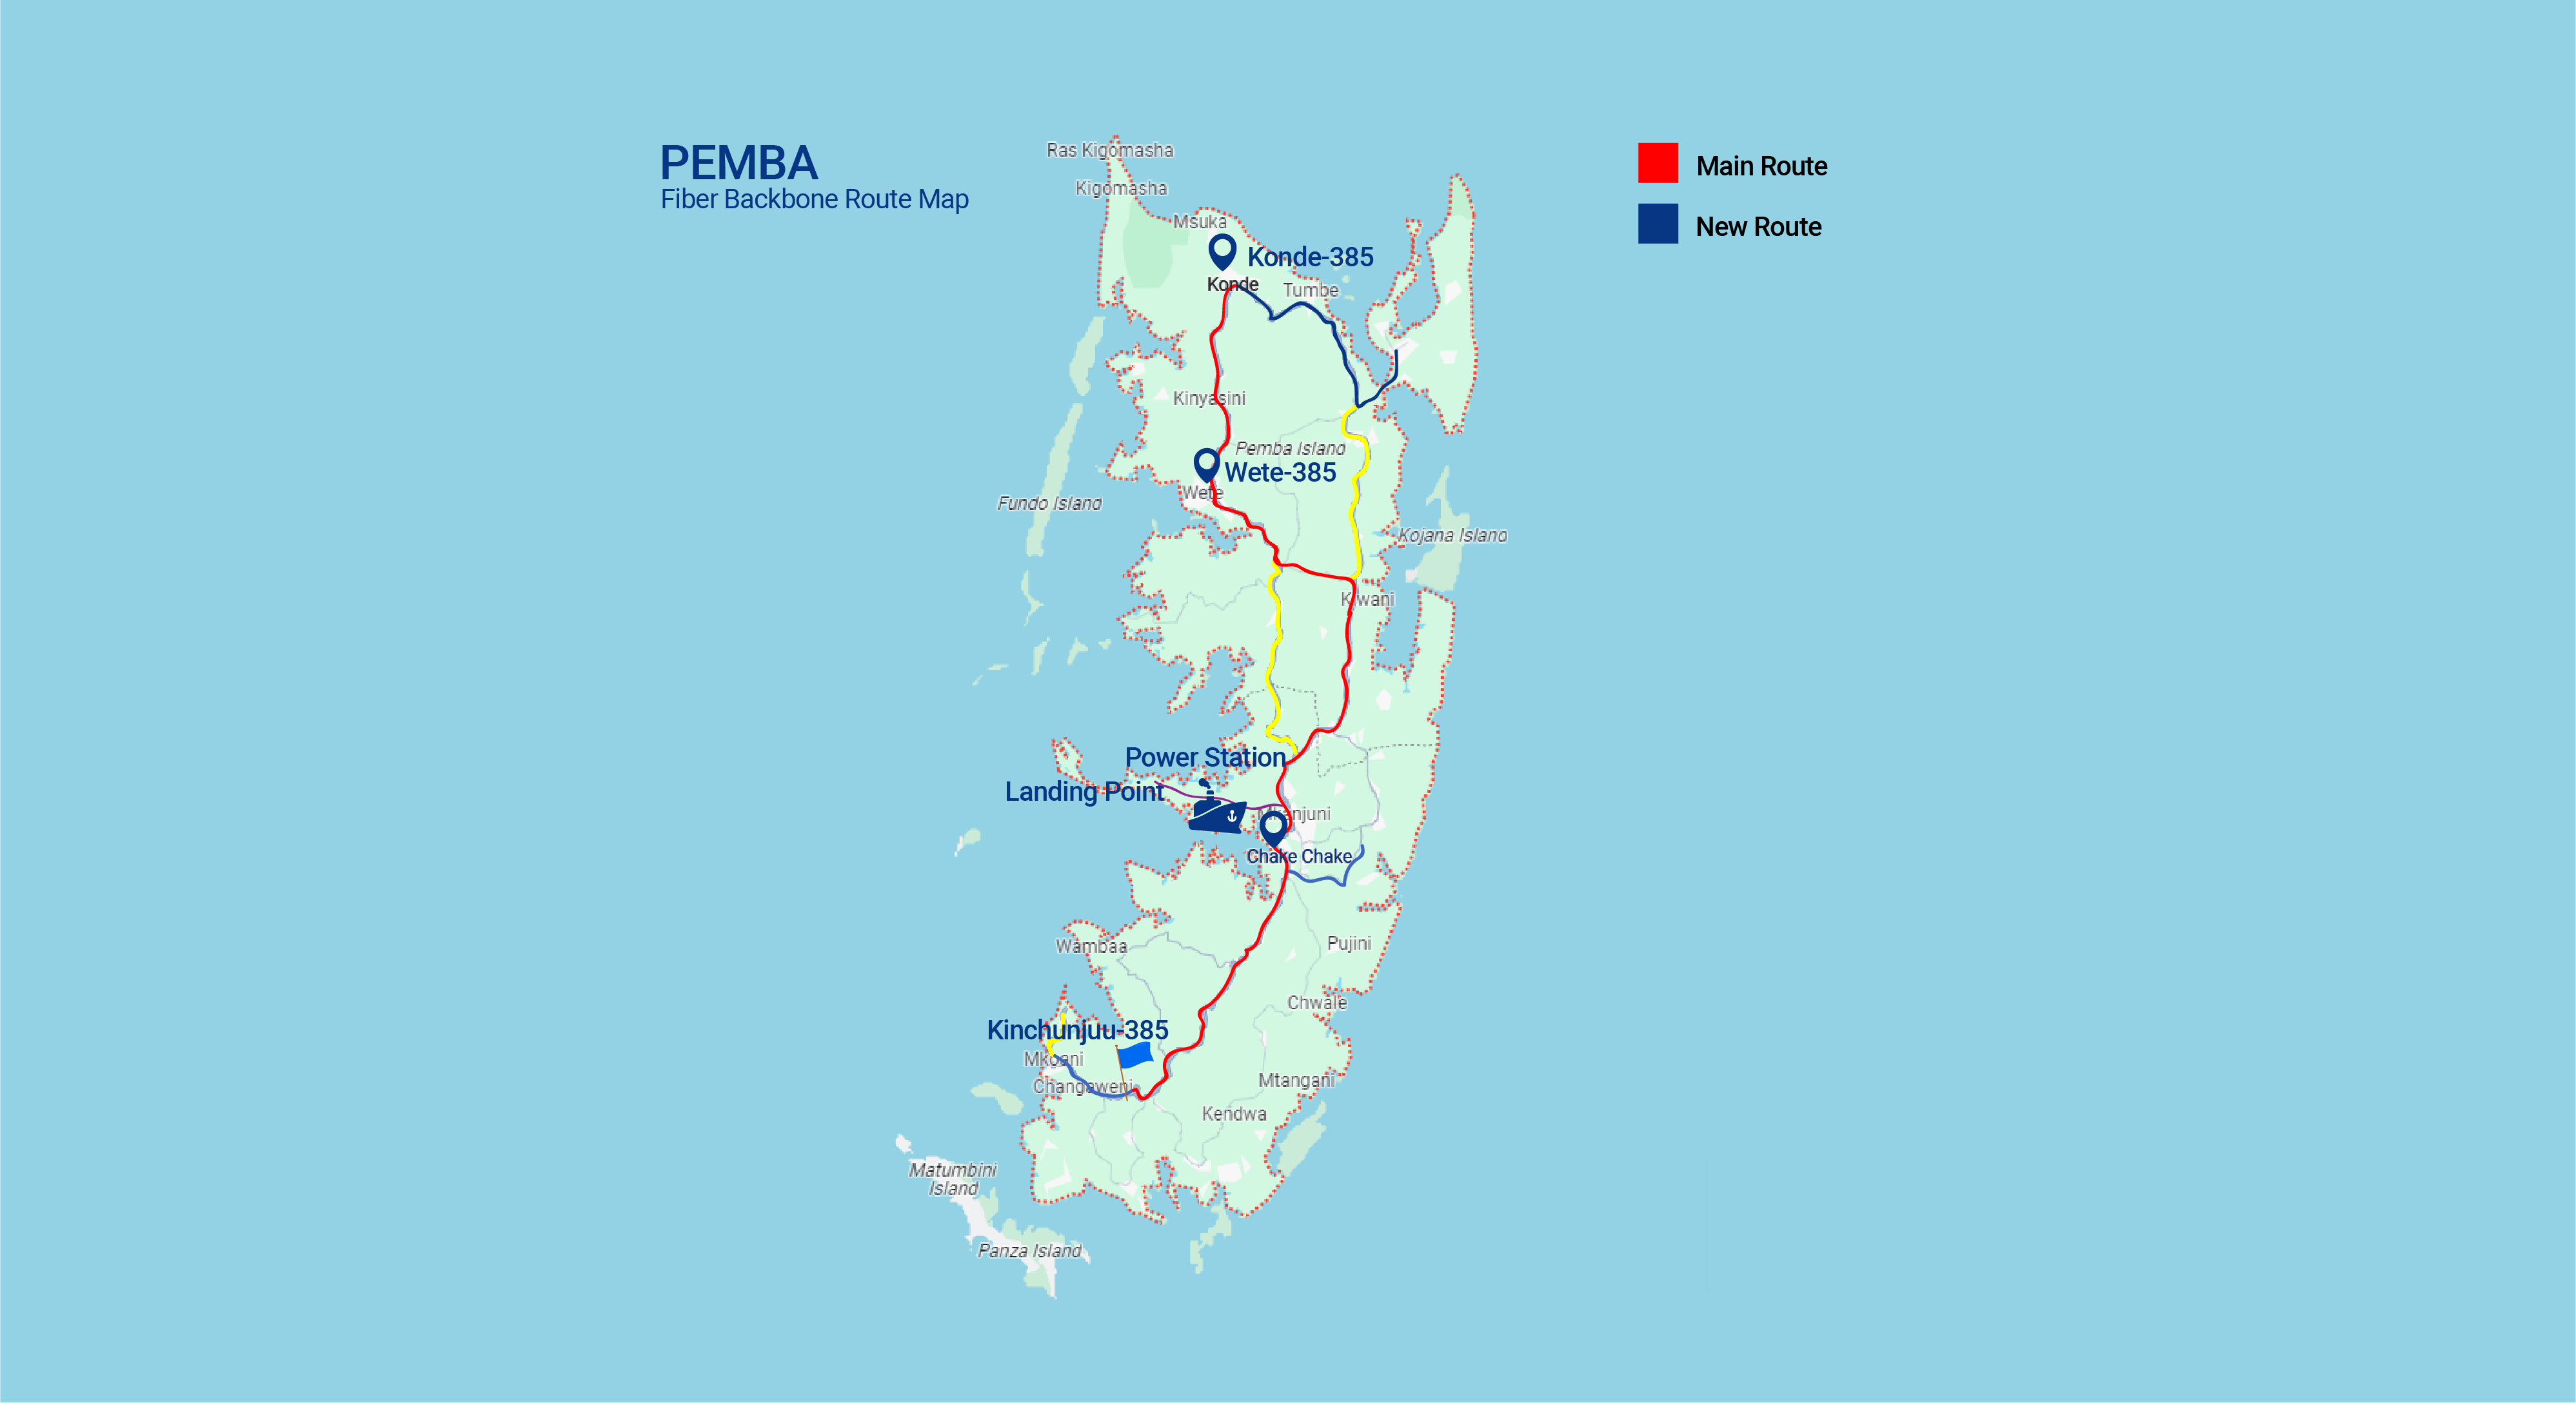 PEMBA
Fiber Backbone Route Map
Main Route
New Route
Ras Kigomasha
Kigomasha
Msuka
Konde-385
Konde
Tumbe
Kinyasini
Pemba Island
Wete-385
Wete
Fundo Island
Kojana Island
Kiwani
Power Station
Landing Point
Mkanjuni
Chake Chake
Wambaa
Pujini
Chwale
Kinchunjuu-385
Mkoani
Changaweni
Mtangani
Kendwa
Matumbini
Island
Panza Island